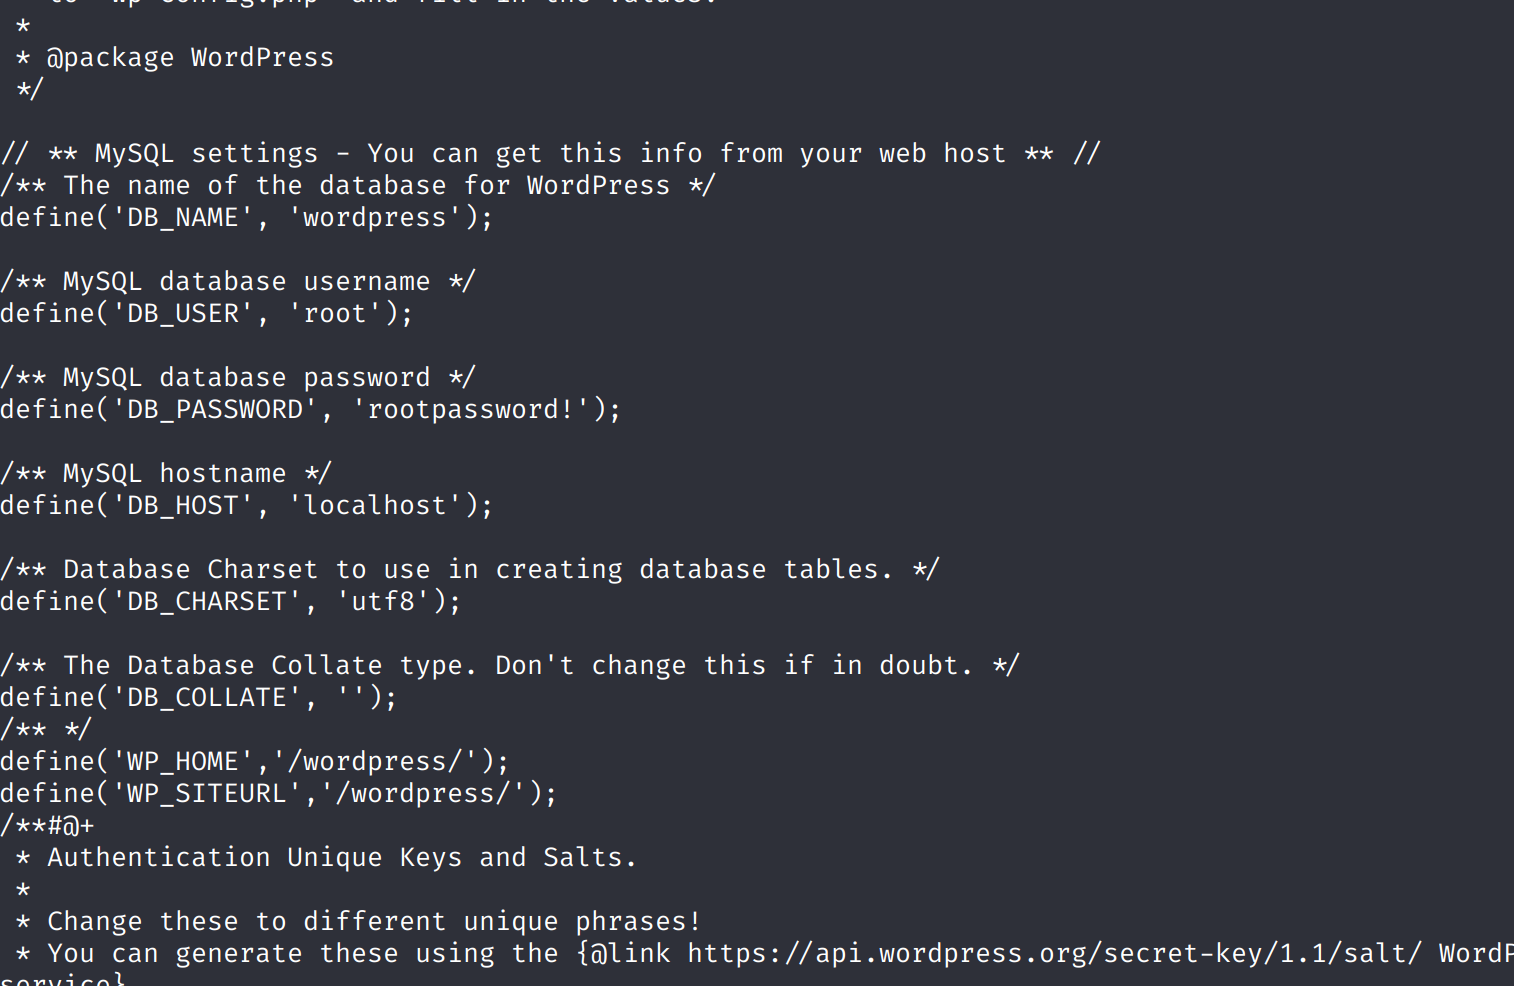 to "wp-config.php" and fill in the values.
 *
 * @package WordPress
 */

// ** MySQL settings - You can get this info from your web host ** //
/** The name of the database for WordPress */
define('DB_NAME', 'wordpress');

/** MySQL database username */
define('DB_USER', 'root');

/** MySQL database password */
define('DB_PASSWORD', 'rootpassword!');

/** MySQL hostname */
define('DB_HOST', 'localhost');

/** Database Charset to use in creating database tables. */
define('DB_CHARSET', 'utf8');

/** The Database Collate type. Don't change this if in doubt. */
define('DB_COLLATE', '');
/** */
define('WP_HOME','/wordpress/');
define('WP_SITEURL','/wordpress/');
/**#@+
 * Authentication Unique Keys and Salts.
 *
 * Change these to different unique phrases!
 * You can generate these using the {@link https://api.wordpress.org/secret-key/1.1/salt/ WordP
service}